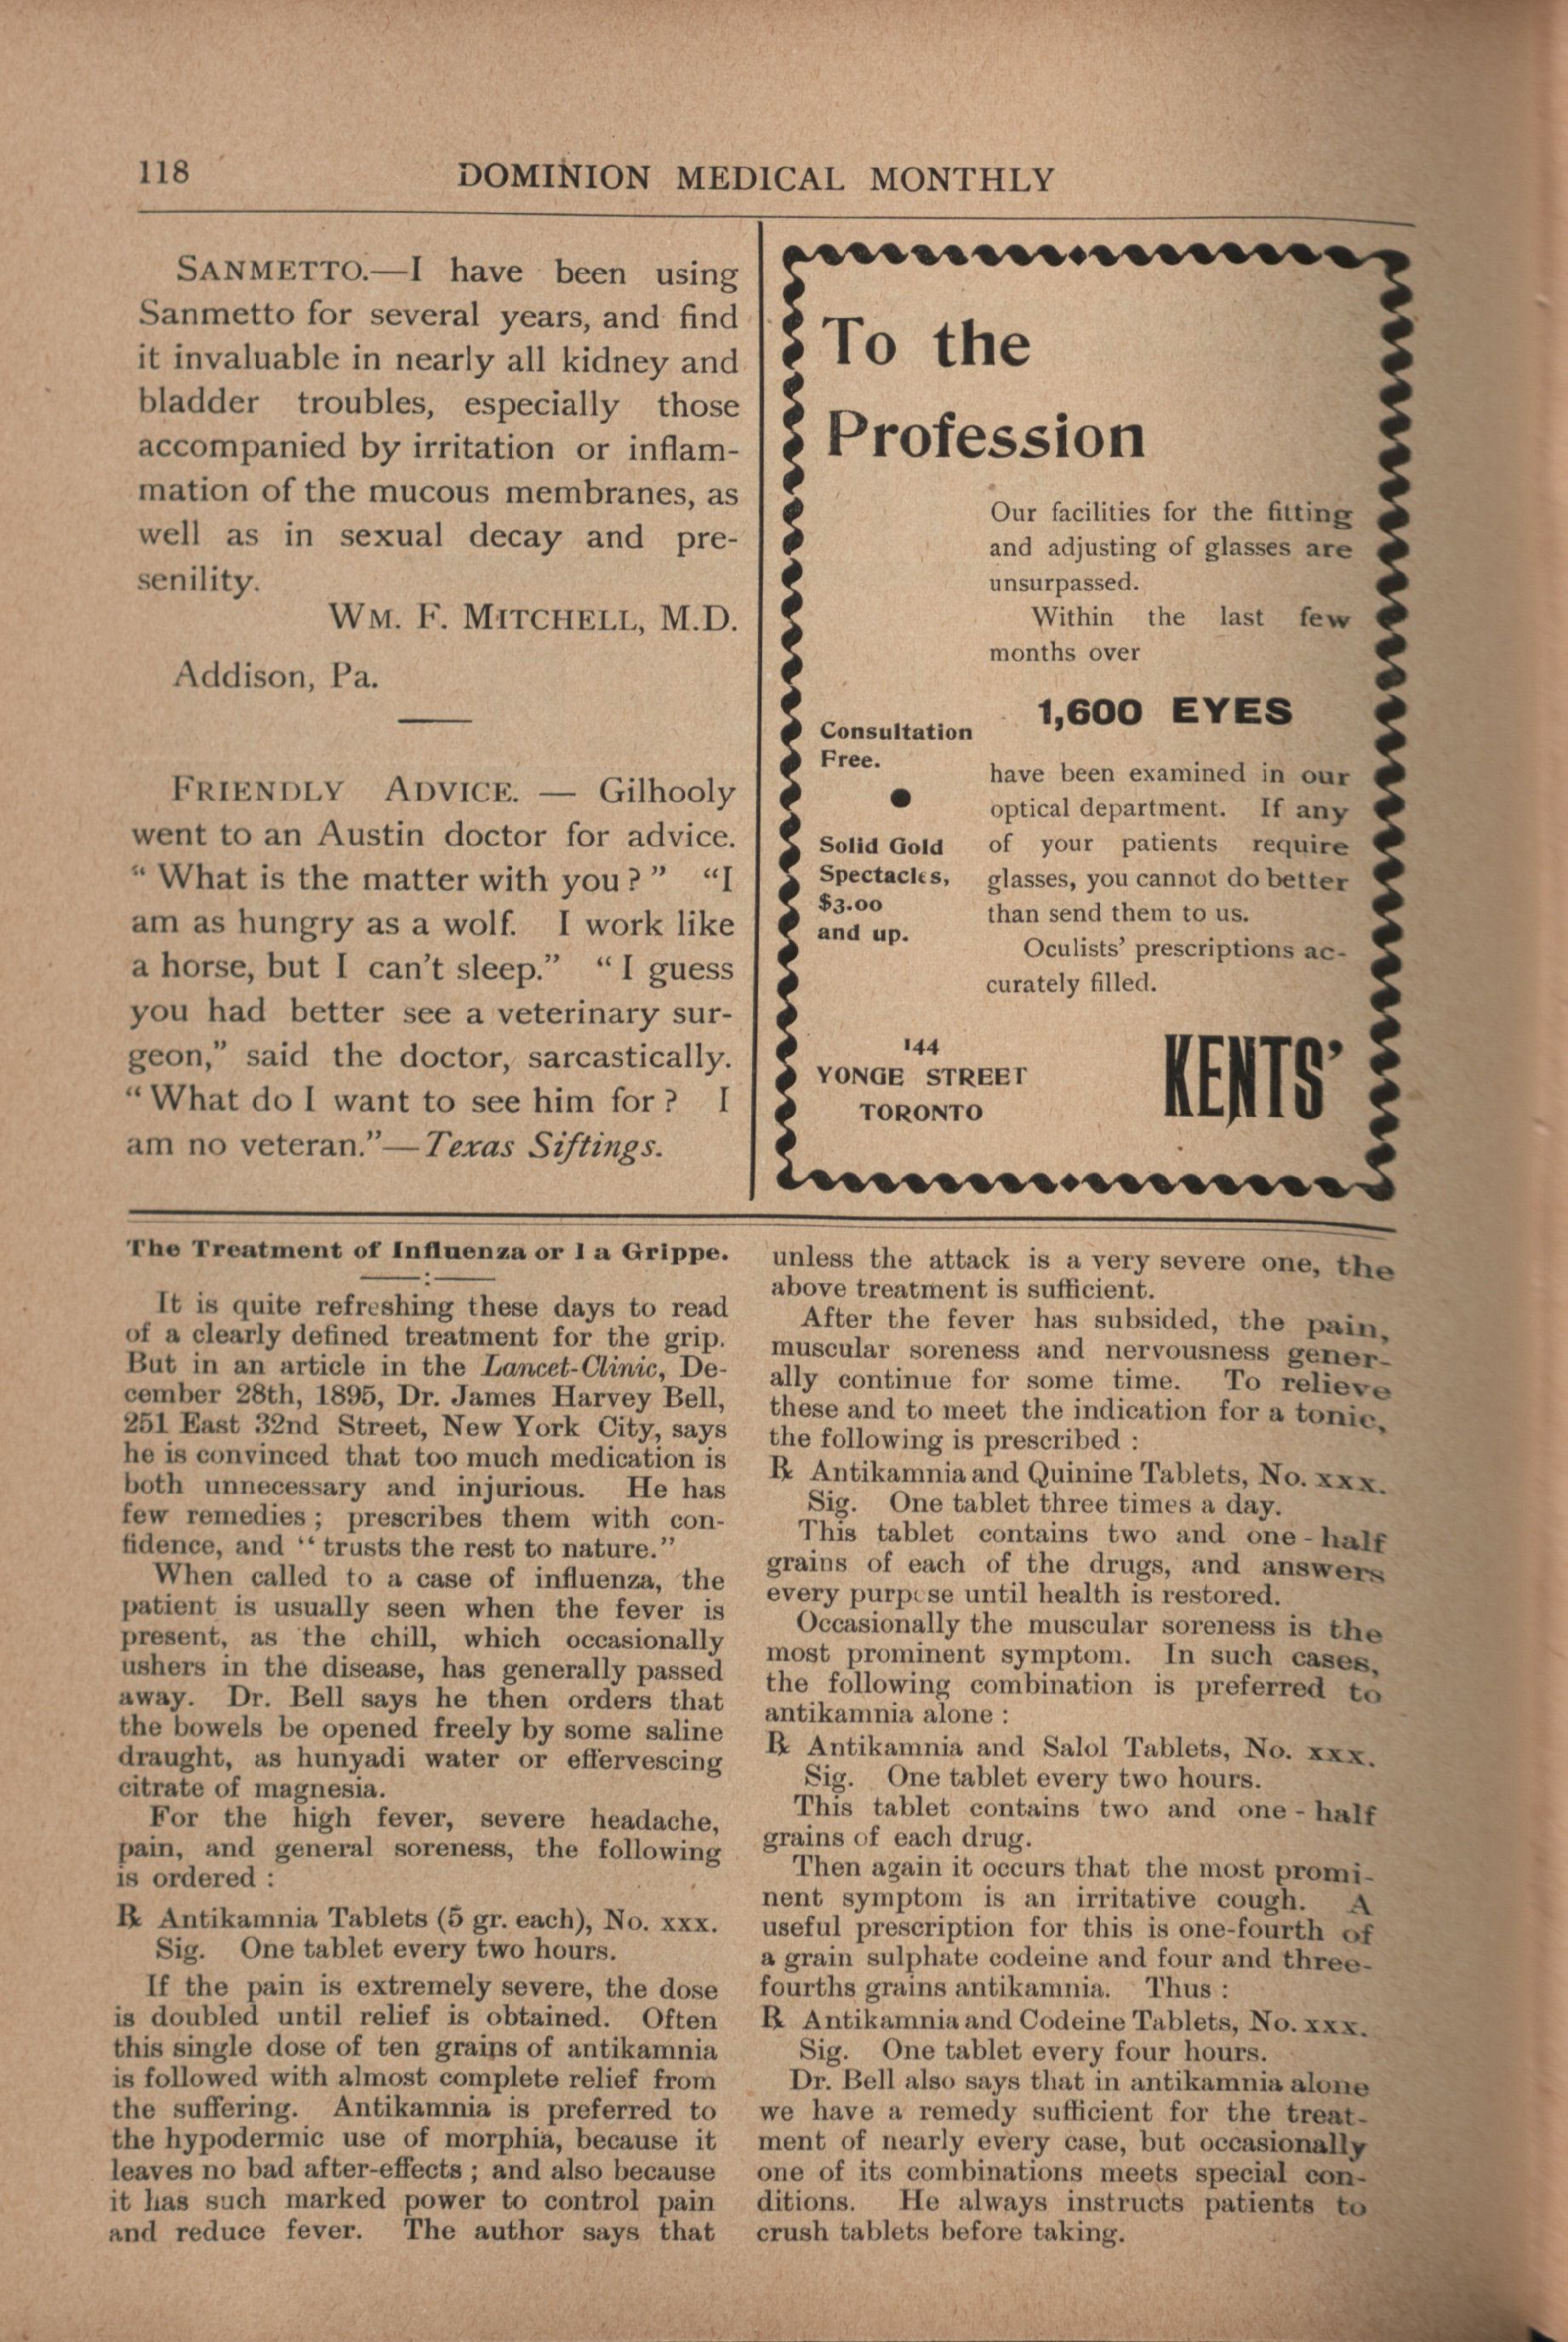 118
DOMINION MEDICAL MONTHLY
SANMETTO.—I have been using
Sanmetto for several years, and find
it invaluable in nearly all kidney and
bladder troubles, especially those
accompanied by irritation or inflam-
mation of the mucous membranes, as
well as in sexual decay and pre-
senility.
WM. F. MITCHELL, M.D.
Addison, Pa.
FRIENDLY ADVICE. — Gilhooly
went to an Austin doctor for advice.
“ What is the matter with you ? ” “I
am as hungry as a wolf. I work like
a horse, but I can’t sleep.” “ I guess
you had better see a veterinary sur-
geon,” said the doctor, sarcastically.
“ What do I want to see him for ? I
am no veteran.”—Texas Siftings.
To the
Profession
Our facilities for the fitting
and adjusting of glasses are
unsurpassed.
Within the last few
months over
1,600 EYES
have been examined in our
optical department. If any
of your patients require
glasses, you cannot do better
than send them to us.
Oculists’ prescriptions ac-
curately filled.
Consultation
Free.
Solid Gold
Spectacles,
$3.00
and up.
144
YONGE STREET
TORONTO
KENTS’
The Treatment of Influenza or La Grippe.
It is quite refreshing these days to read
of a clearly defined treatment for the grip.
But in an article in the Lancet-Clinic, De-
cember 28th, 1895, Dr. James Harvey Bell,
251 East 32nd Street, New York City, says
he is convinced that too much medication is
both unnecessary and injurious. He has
few remedies ; prescribes them with con-
fidence, and “ trusts the rest to nature.”
When called to a case of influenza, the
patient is usually seen when the fever is
present, as the chill, which occasionally
ushers in the disease, has generally passed
away. Dr. Bell says he then orders that
the bowels be opened freely by some saline
draught, as hunyadi water or effervescing
citrate of magnesia.
For the high fever, severe headache,
pain, and general soreness, the following
is ordered :
℞ Antikamnia Tablets (5 gr. each), No. xxx.
Sig. One tablet every two hours.
If the pain is extremely severe, the dose
is doubled until relief is obtained. Often
this single dose of ten grains of antikamnia
is followed with almost complete relief from
the suffering. Antikamnia is preferred to
the hypodermic use of morphia, because it
leaves no bad after-effects ; and also because
it has such marked power to control pain
and reduce fever. The author says that
unless the attack is a very severe one, the
above treatment is sufficient.
After the fever has subsided, the pain,
muscular soreness and nervousness gener-
ally continue for some time. To relieve
these and to meet the indication for a tonic,
the following is prescribed :
℞ Antikamnia and Quinine Tablets, No. xxx.
Sig. One tablet three times a day.
This tablet contains two and one - half
grains of each of the drugs, and answers
every purpose until health is restored.
Occasionally the muscular soreness is the
most prominent symptom. In such cases,
the following combination is preferred to
antikamnia alone :
℞ Antikamnia and Salol Tablets, No. xxx.
Sig. One tablet every two hours.
This tablet contains two and one - half
grains of each drug.
Then again it occurs that the most promi-
nent symptom is an irritative cough. A
useful prescription for this is one-fourth of
a grain sulphate codeine and four and three-
fourths grains antikamnia. Thus :
℞ Antikamnia and Codeine Tablets, No. xxx.
Sig. One tablet every four hours.
Dr. Bell also says that in antikamnia alone
we have a remedy sufficient for the treat-
ment of nearly every case, but occasionally
one of its combinations meets special con-
ditions. He always instructs patients to
crush tablets before taking.